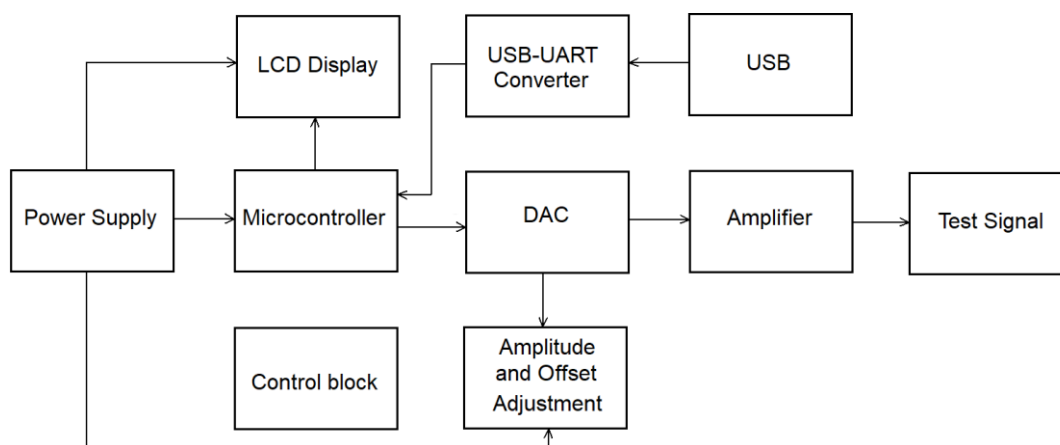 LCD Display
USB-UART
Converter
USB
Power Supply
Microcontroller
DAC
Amplifier
Test Signal
Control block
Amplitude
and Offset
Adjustment